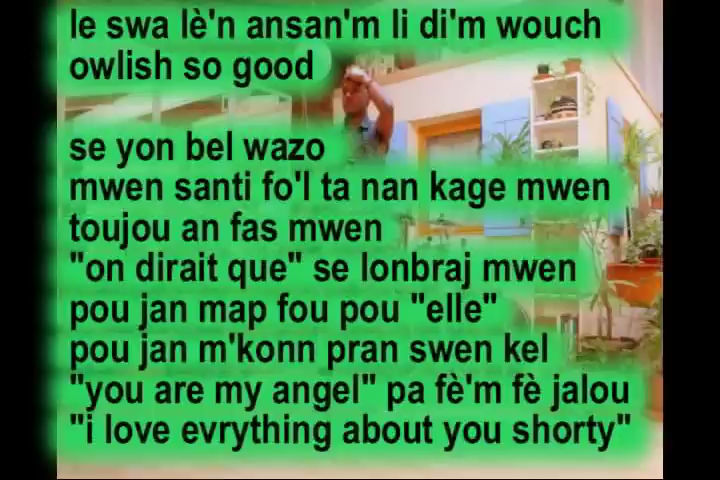 le swa lè'n ansan'm li di'm wouch
owlish so good
se yon bel wazo
mwen santi fo'l ta nan kage mwen
toujou an fas mwen
"on dirait que" se lonbraj mwen
pou jan map fou pou "elle"
pou jan m'konn pran swen kel
"you are my angel" pa fè'm fè jalou
"i love evrything about you shorty"